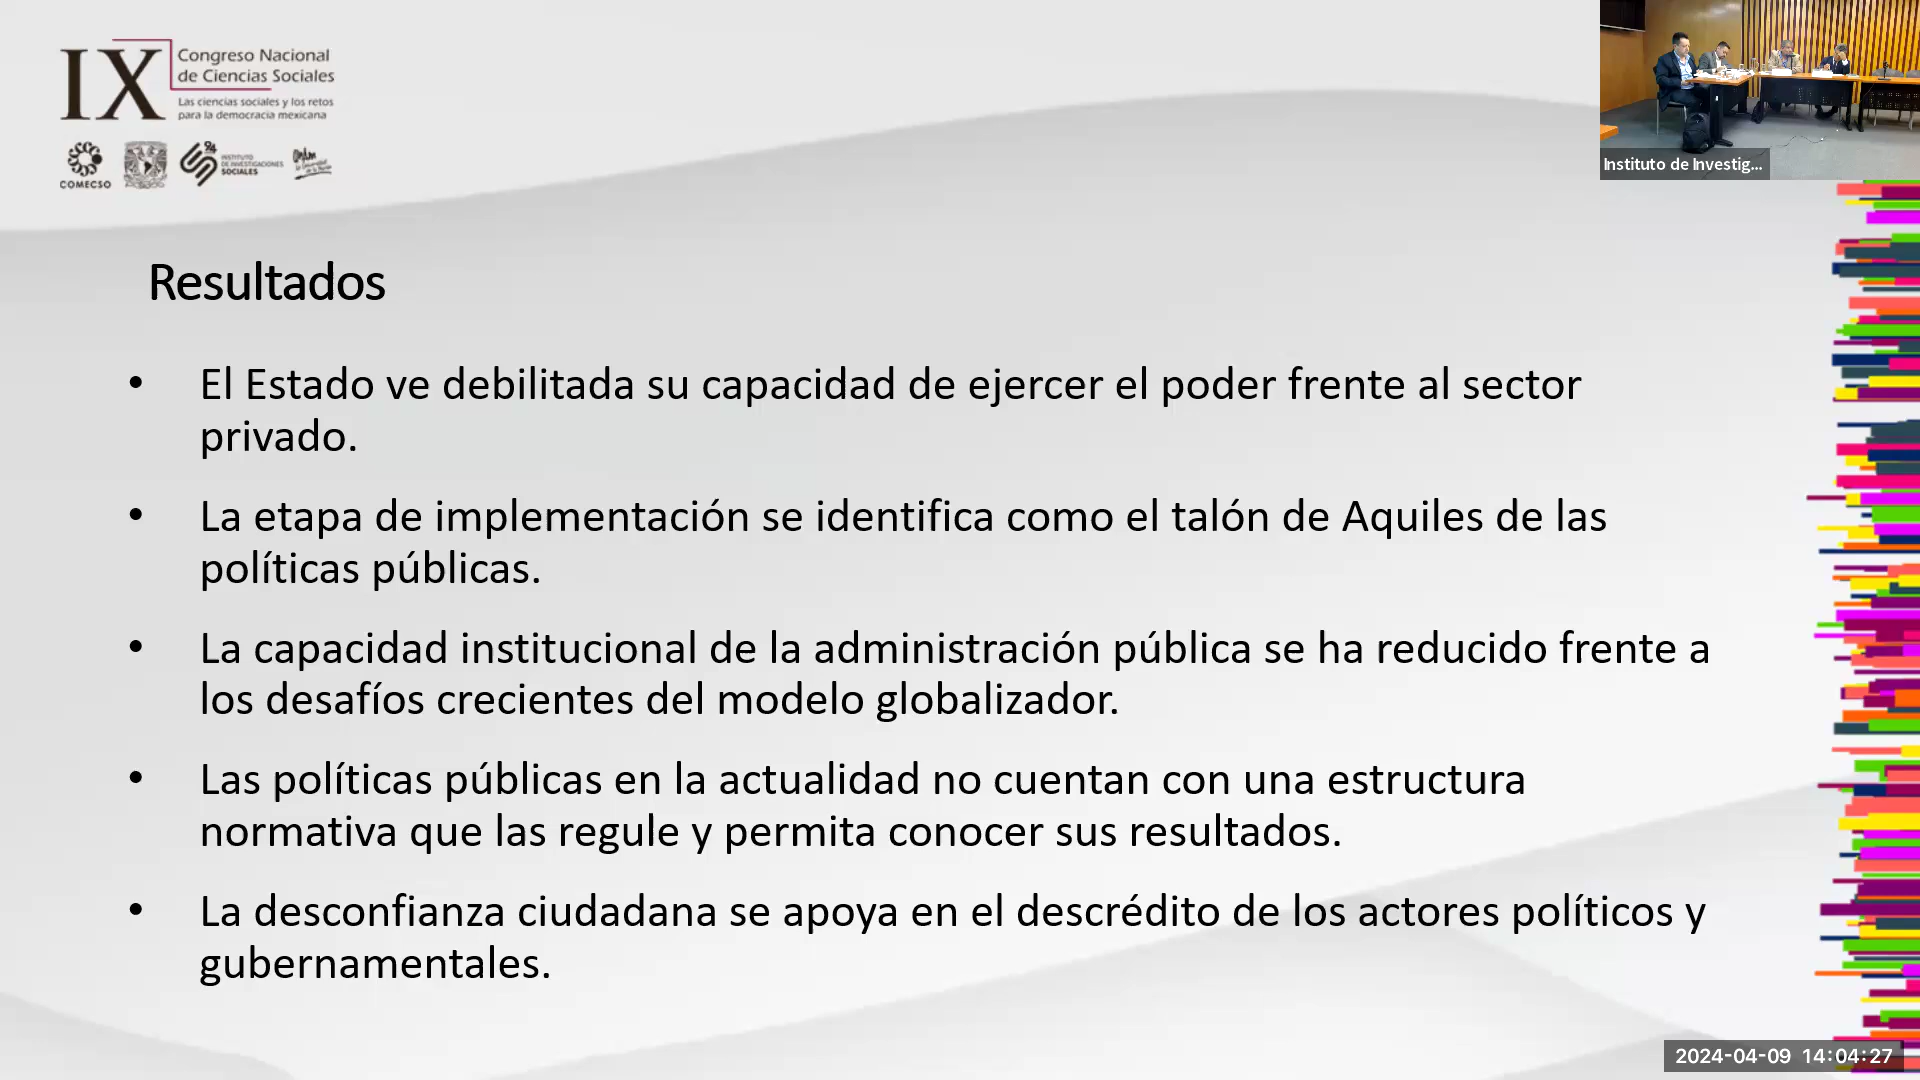 IX
Congreso Nacional
de Ciencias Sociales
Las ciencias sociales y los retos
para la democracia mexicana
COMECSO
INSTITUTO
DE INVESTIGACIONES
SOCIALES
Instituto de Investig...
Resultados
• El Estado ve debilitada su capacidad de ejercer el poder frente al sector
privado.
• La etapa de implementación se identifica como el talón de Aquiles de las
políticas públicas.
• La capacidad institucional de la administración pública se ha reducido frente a
los desafíos crecientes del modelo globalizador.
• Las políticas públicas en la actualidad no cuentan con una estructura
normativa que las regule y permita conocer sus resultados.
• La desconfianza ciudadana se apoya en el descrédito de los actores políticos y
gubernamentales.
2024-04-09 14:04:27